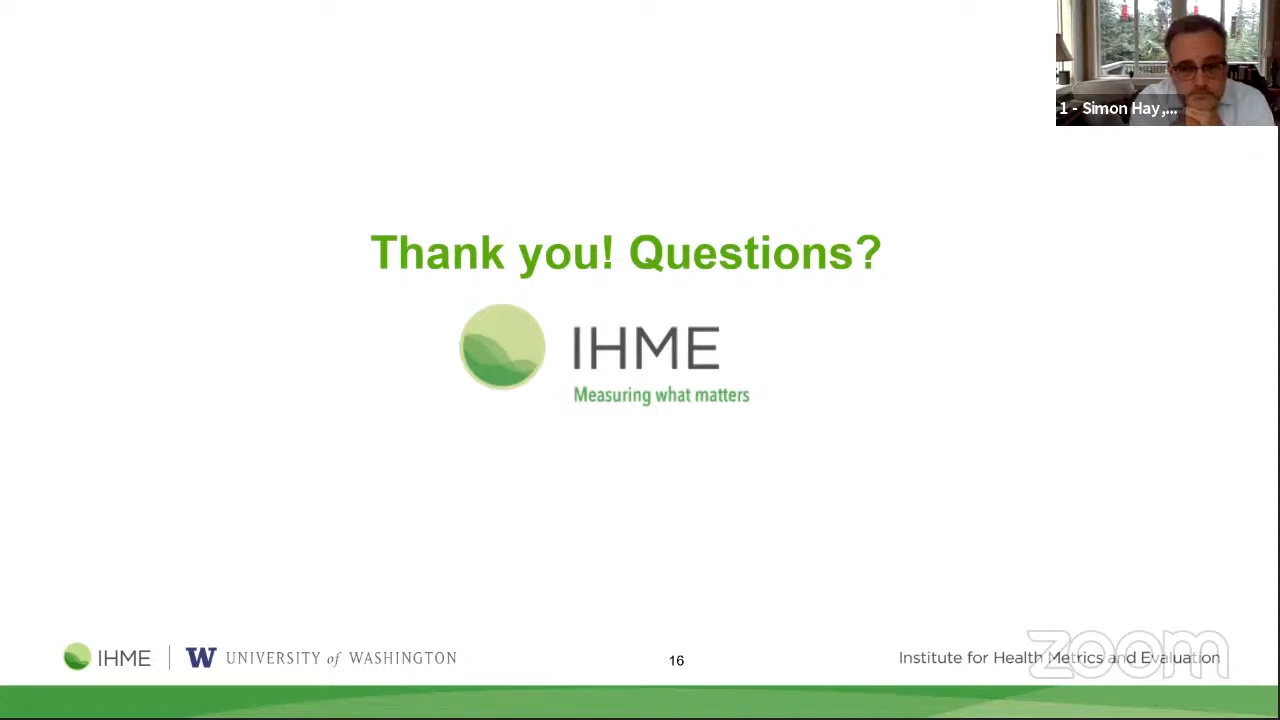 1 - Simon Hay,...
Thank you! Questions?
IHME
Measuring what matters
IHME
W UNIVERSITY of WASHINGTON
16
Institute for Health Metrics and Evaluation
zoom